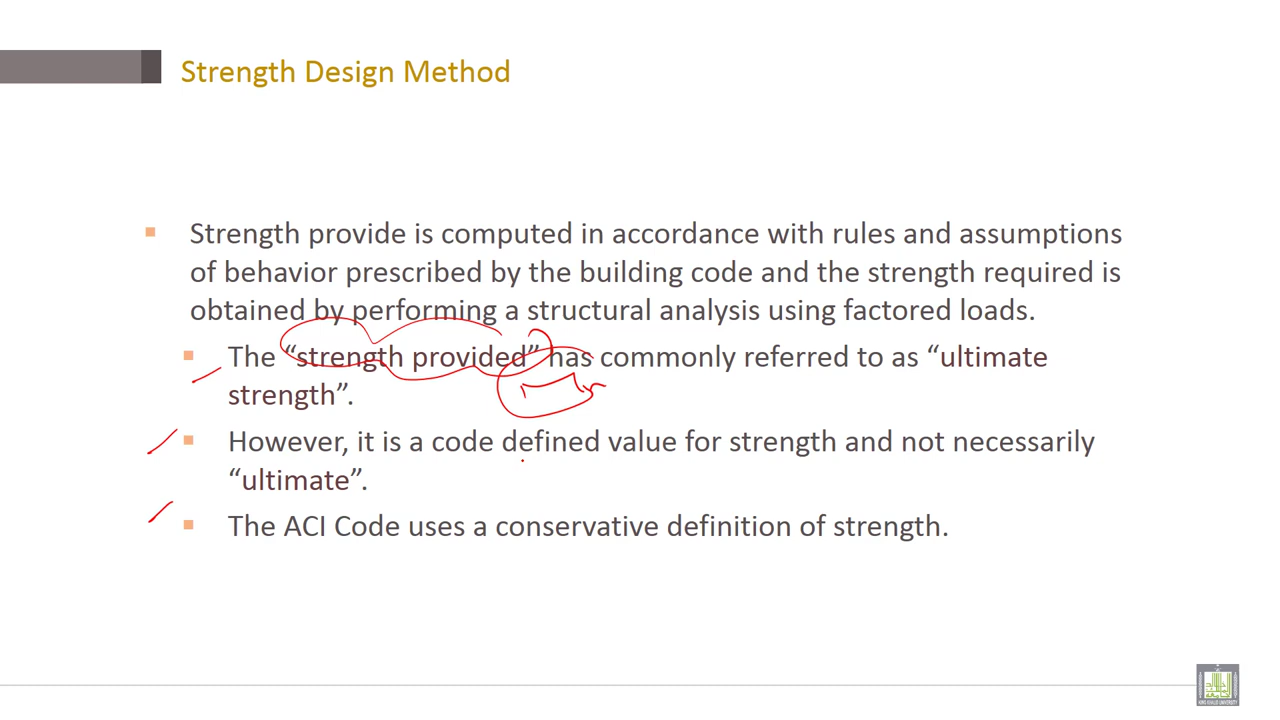 Strength Design Method
Strength provide is computed in accordance with rules and assumptions
of behavior prescribed by the building code and the strength required is
obtained by performing a structural analysis using factored loads.
The “strength provided” has commonly referred to as “ultimate
strength”.
However, it is a code defined value for strength and not necessarily
“ultimate”.
The ACI Code uses a conservative definition of strength.
KING KHALID UNIVERSITY